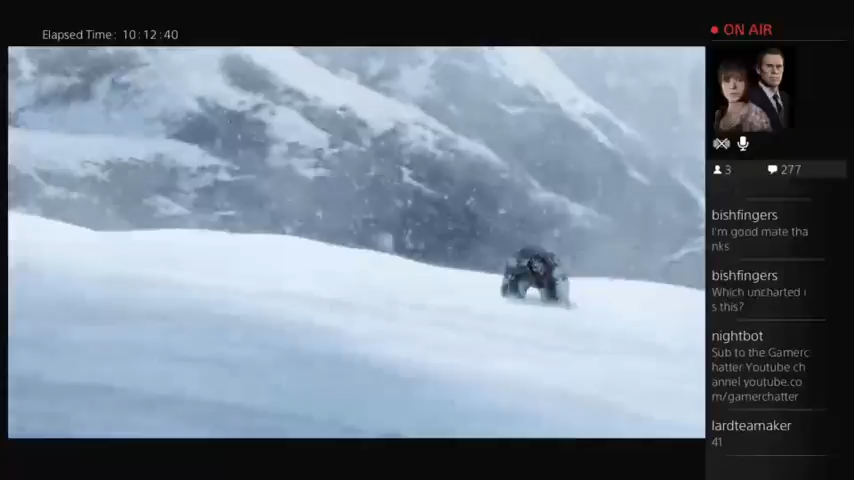 Elapsed Time: 10:12:40
ON AIR
3
277
bishfingers
I'm good mate tha
nks
bishfingers
Which uncharted i
s this?
nightbot
Sub to the Gamerc
hatter Youtube ch
annel youtube.co
m/gamerchatter
lardteamaker
41